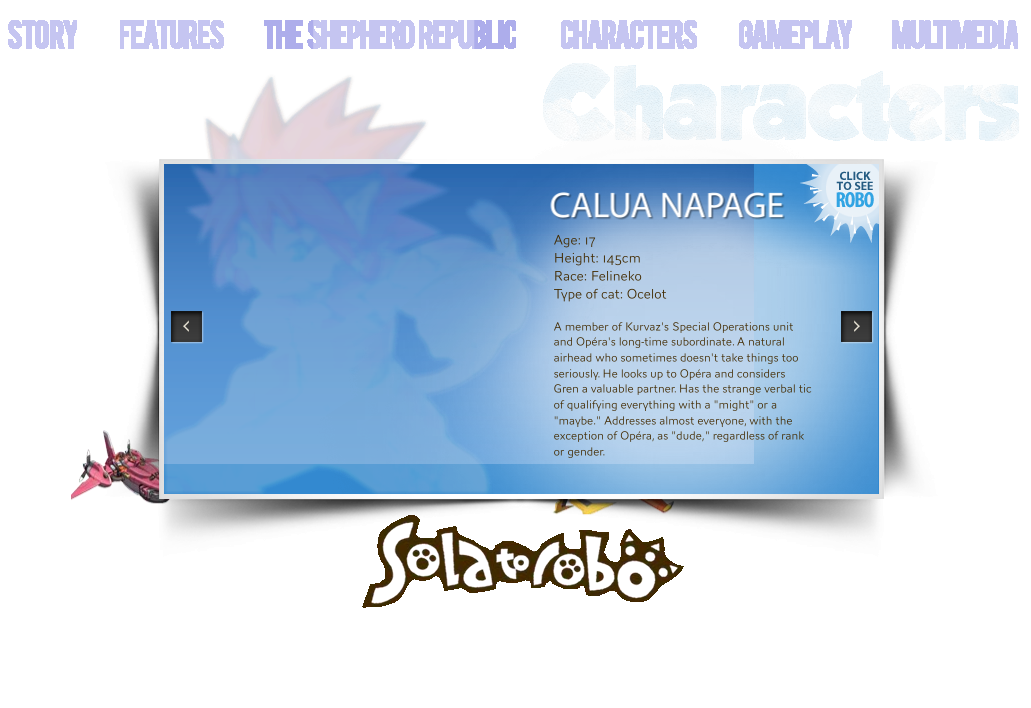 STORY FEATURES THE SHEPHERD REPUBLIC CHARACTERS GAMEPLAY MULTIMEDIA
Characters
CLICK
TO SEE
ROBO
CALUA NAPAGE
Age: 17
Height: 145cm
Race: Felineko
Type of cat: Ocelot
A member of Kurvaz's Special Operations unit
and Opéra's long-time subordinate. A natural
airhead who sometimes doesn't take things too
seriously. He looks up to Opéra and considers
Gren a valuable partner. Has the strange verbal tic
of qualifying everything with a "might" or a
"maybe." Addresses almost everyone, with the
exception of Opéra, as "dude," regardless of rank
or gender.
Solatorobo